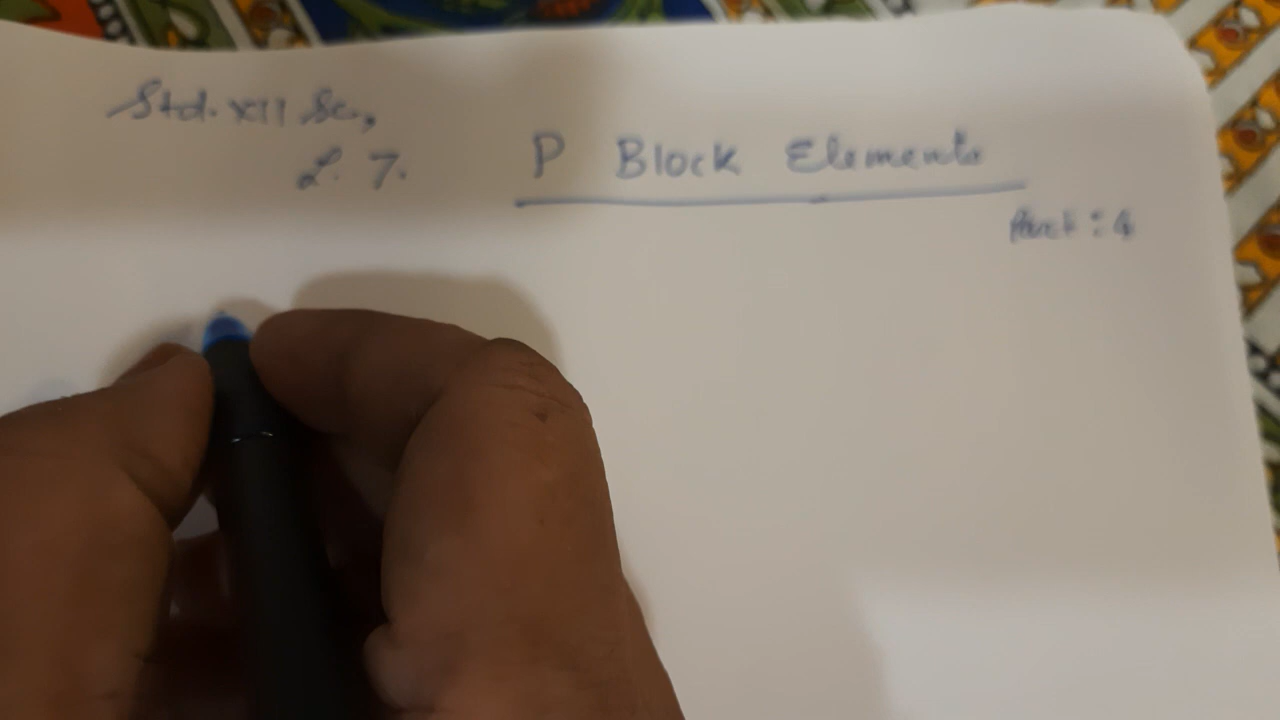 Std. XII Sc,
L. 7. P Block Elements
Part : 4